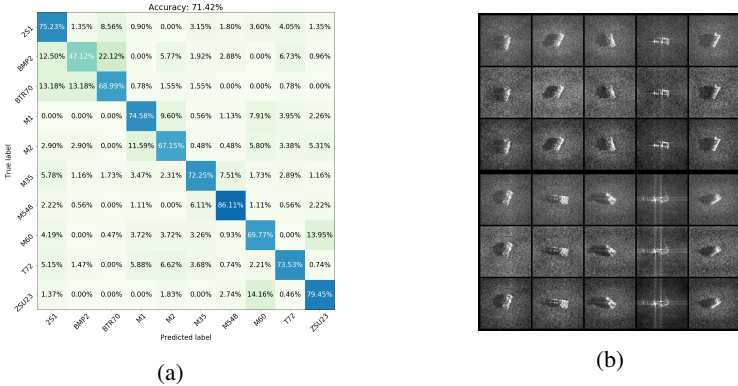 Accuracy: 71.42%
True label
2S1 75.23% 1.35% 8.56% 0.90% 0.00% 3.15% 1.80% 3.60% 4.05% 1.35%
BMP2 12.50% 47.12% 22.12% 0.00% 5.77% 1.92% 2.88% 0.00% 6.73% 0.96%
BTR70 13.18% 13.18% 68.99% 0.78% 1.55% 1.55% 0.00% 0.00% 0.78% 0.00%
M1 0.00% 0.00% 0.00% 74.58% 9.60% 0.56% 1.13% 7.91% 3.95% 2.26%
M2 2.90% 2.90% 0.00% 11.59% 67.15% 0.48% 0.48% 5.80% 3.38% 5.31%
M35 5.78% 1.16% 1.73% 3.47% 2.31% 72.25% 7.51% 1.73% 2.89% 1.16%
M548 2.22% 0.56% 0.00% 1.11% 0.00% 6.11% 86.11% 1.11% 0.56% 2.22%
M60 4.19% 0.00% 0.47% 3.72% 3.72% 3.26% 0.93% 69.77% 0.00% 13.95%
T72 5.15% 1.47% 0.00% 5.88% 6.62% 3.68% 0.74% 2.21% 73.53% 0.74%
ZSU23 1.37% 0.00% 0.00% 0.00% 1.83% 0.00% 2.74% 14.16% 0.46% 79.45%
2S1 BMP2 BTR70 M1 M2 M35 M548 M60 T72 ZSU23
Predicted label
(a)
(b)